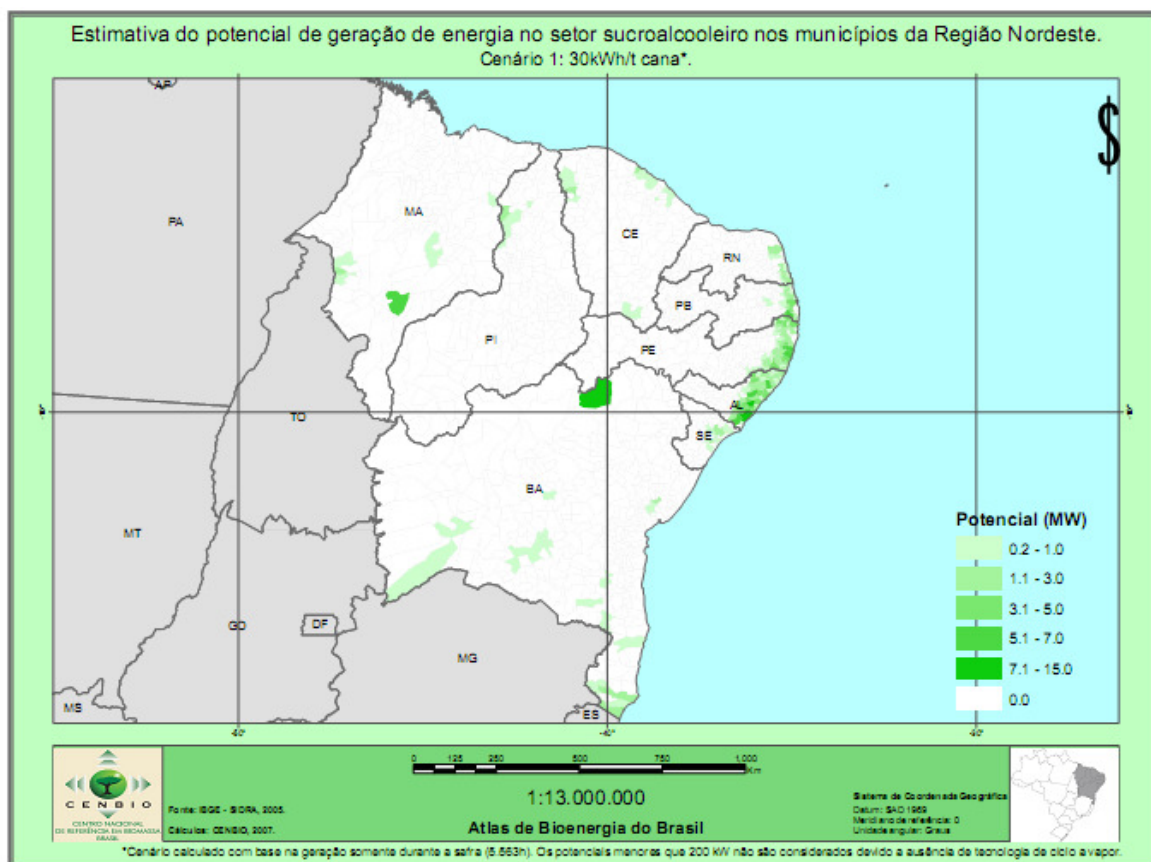 Estimativa do potencial de geração de energia no setor sucroalcooleiro nos municípios da Região Nordeste.
Cenário 1: 30kWh/t cana*.
AP
PA
MA
CE
RN
PB
PI
PE
TO
AL
SE
BA
MT
GO
DF
MG
MS
ES
Potencial (MW)
0.2 - 1.0
1.1 - 3.0
3.1 - 5.0
5.1 - 7.0
7.1 - 15.0
0.0
0 125 250 500 750 1.000
Km
1:13.000.000
Atlas de Bioenergia do Brasil
CENBIO
CENTRO NACIONAL
DE REFERÊNCIA EM BIOMASSA
BRASIL
Fonte: IBGE - SIDRA, 2005.
Cálculos: CENBIO, 2007.
Sistema de Coordenada Geográfica
Datum: SAD 1969
Meridiano de referência: 0
Unidade angular: Graus
*Cenário calculado com base na geração somente durante a safra (5.563h). Os potenciais menores que 200 kW não são considerados devido a ausência de tecnologia de ciclo a vapor.